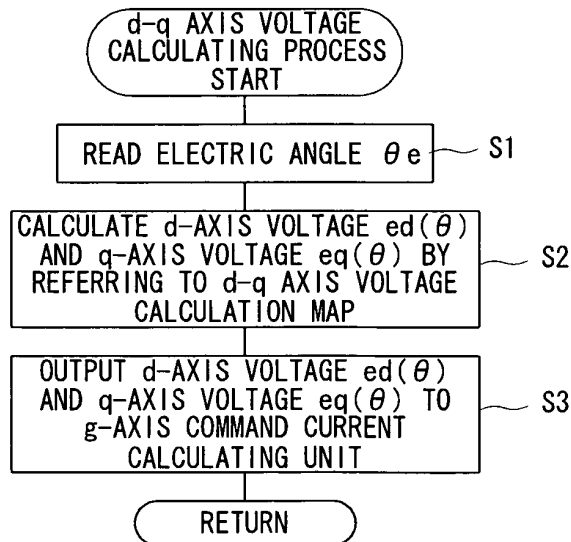 d-q AXIS VOLTAGE
CALCULATING PROCESS
START
READ ELECTRIC ANGLE θe
S1
CALCULATE d-AXIS VOLTAGE ed(θ)
AND q-AXIS VOLTAGE eq(θ) BY
REFERRING TO d-q AXIS VOLTAGE
CALCULATION MAP
S2
OUTPUT d-AXIS VOLTAGE ed(θ)
AND q-AXIS VOLTAGE eq(θ) TO
g-AXIS COMMAND CURRENT
CALCULATING UNIT
S3
RETURN